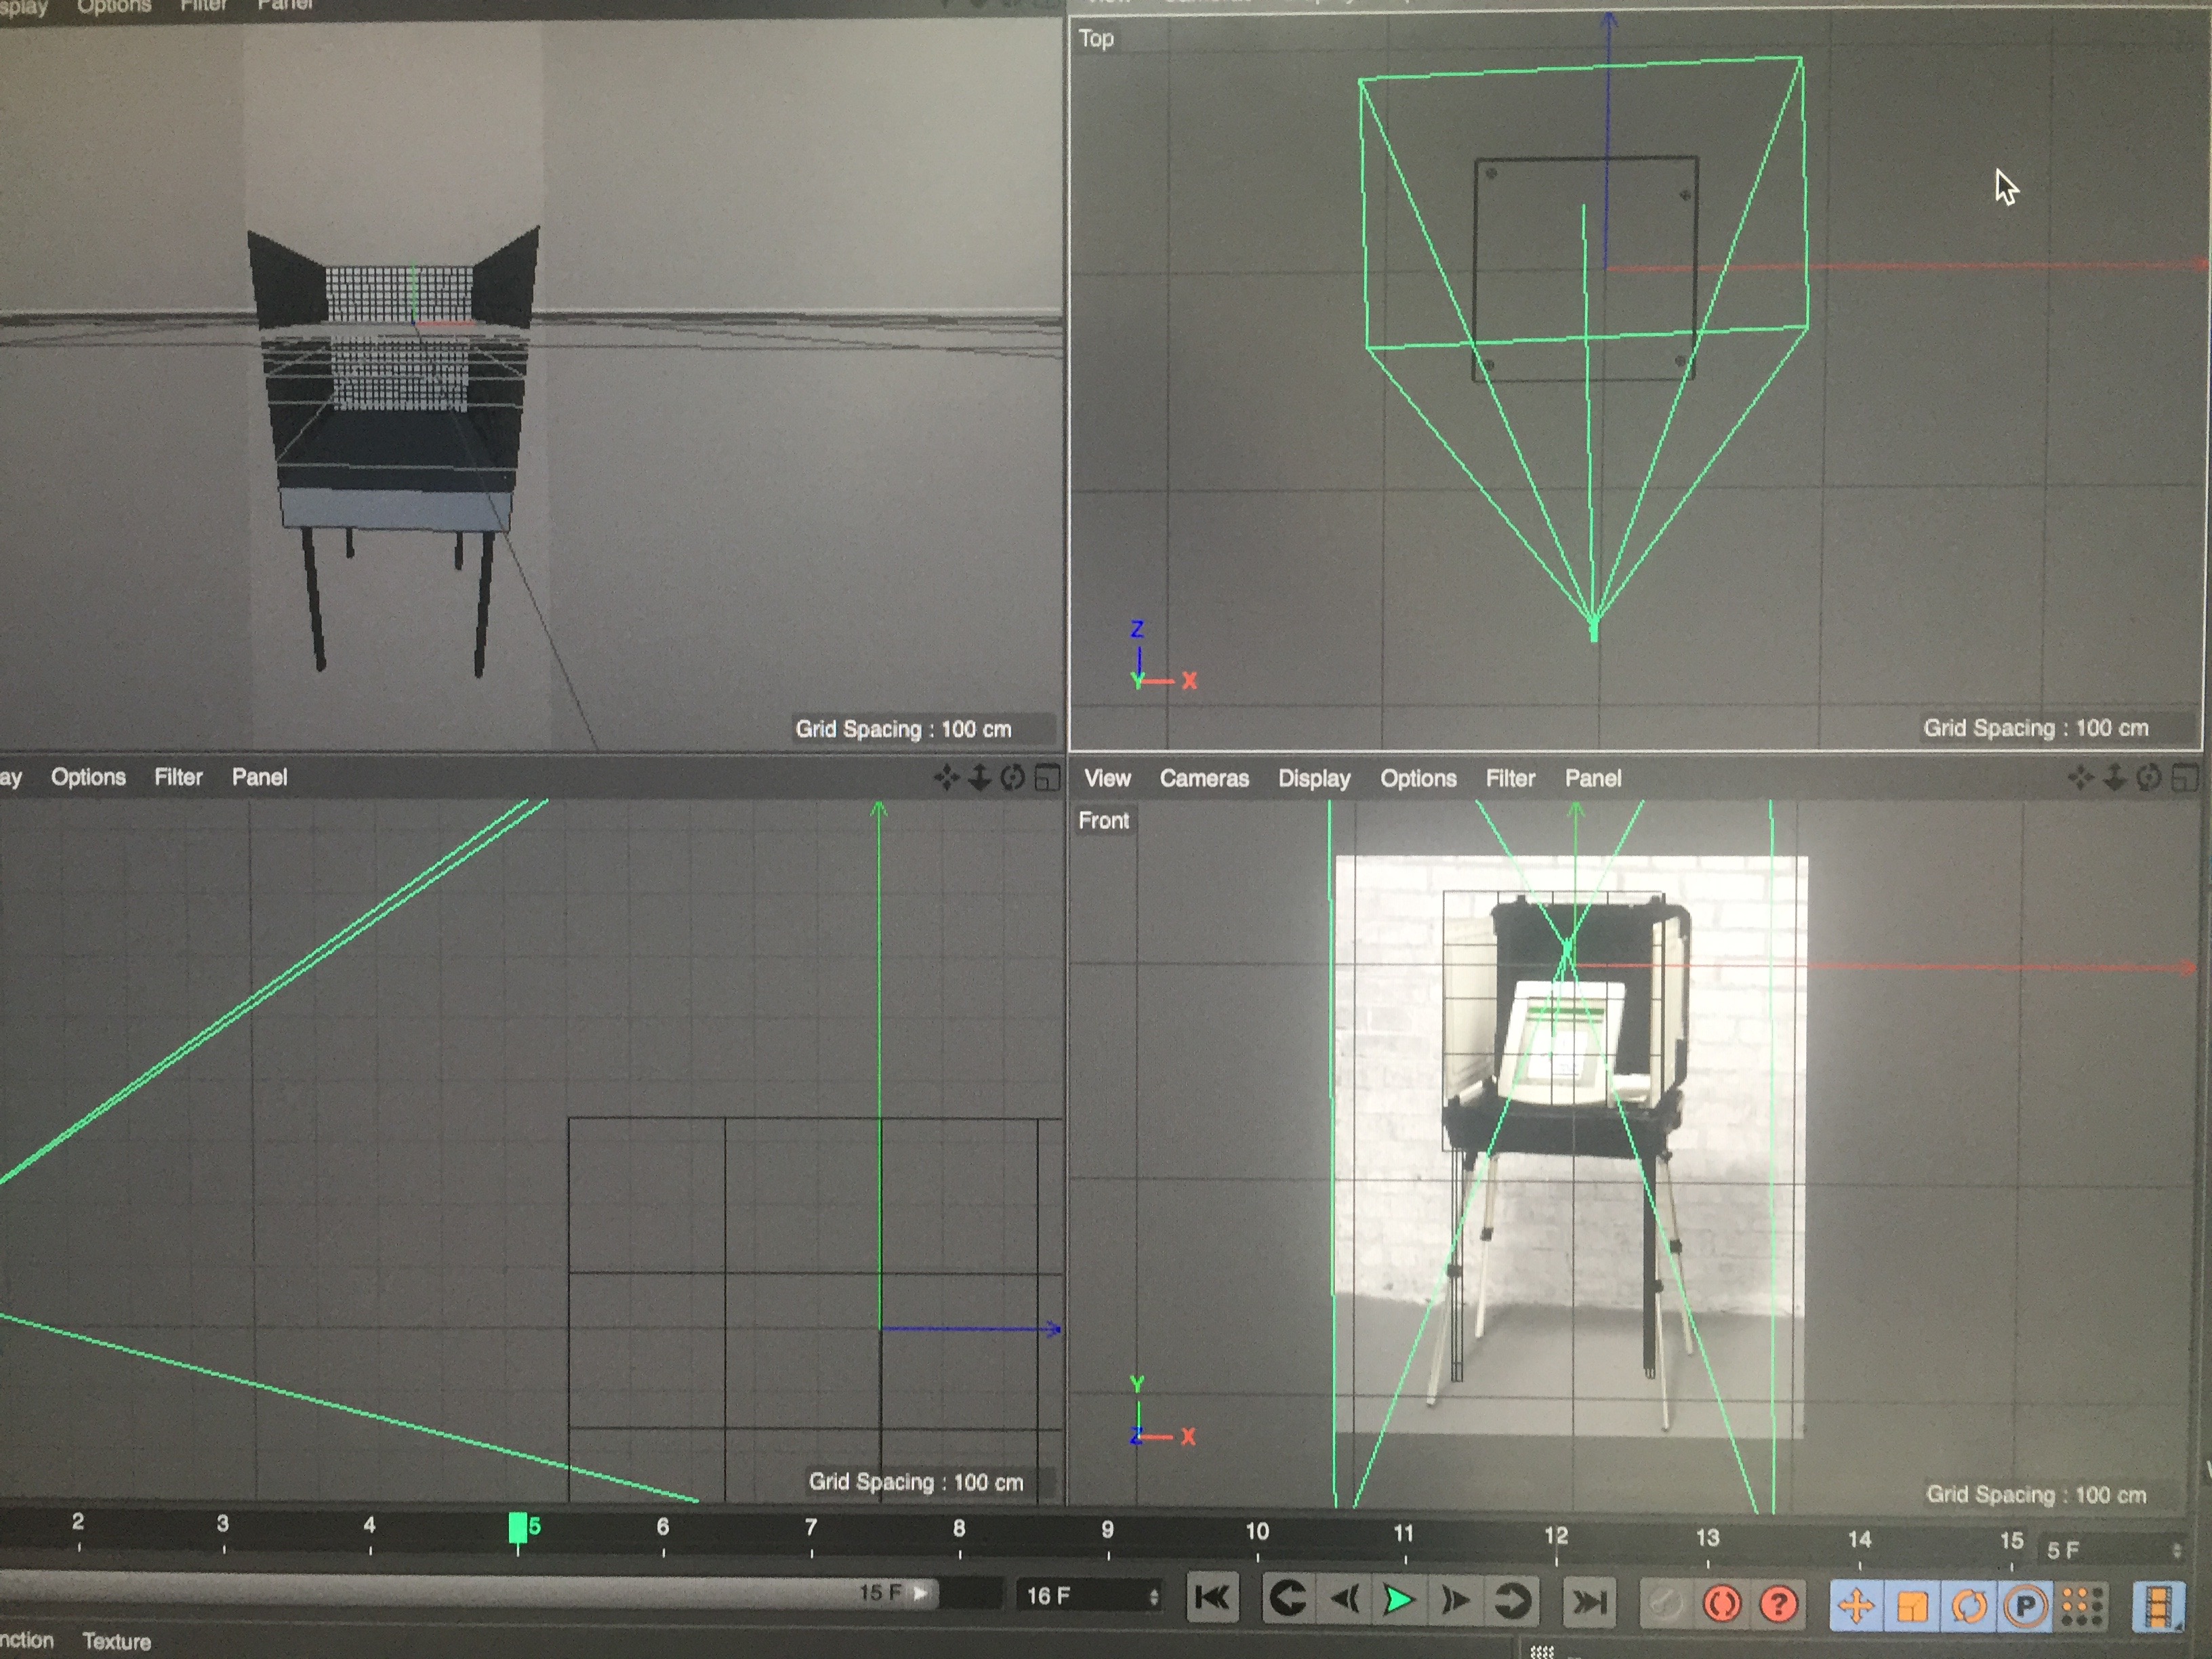 splay Options Filter Panel
Top
Z
Y X
Grid Spacing : 100 cm
Grid Spacing : 100 cm
ay Options Filter Panel
View Cameras Display Options Filter Panel
Front
Y
Z X
Grid Spacing : 100 cm
Grid Spacing : 100 cm
2 3 4 5 6 7 8 9 10 11 12 13 14 15 5 F
15 F 16 F
?
P
nction Texture